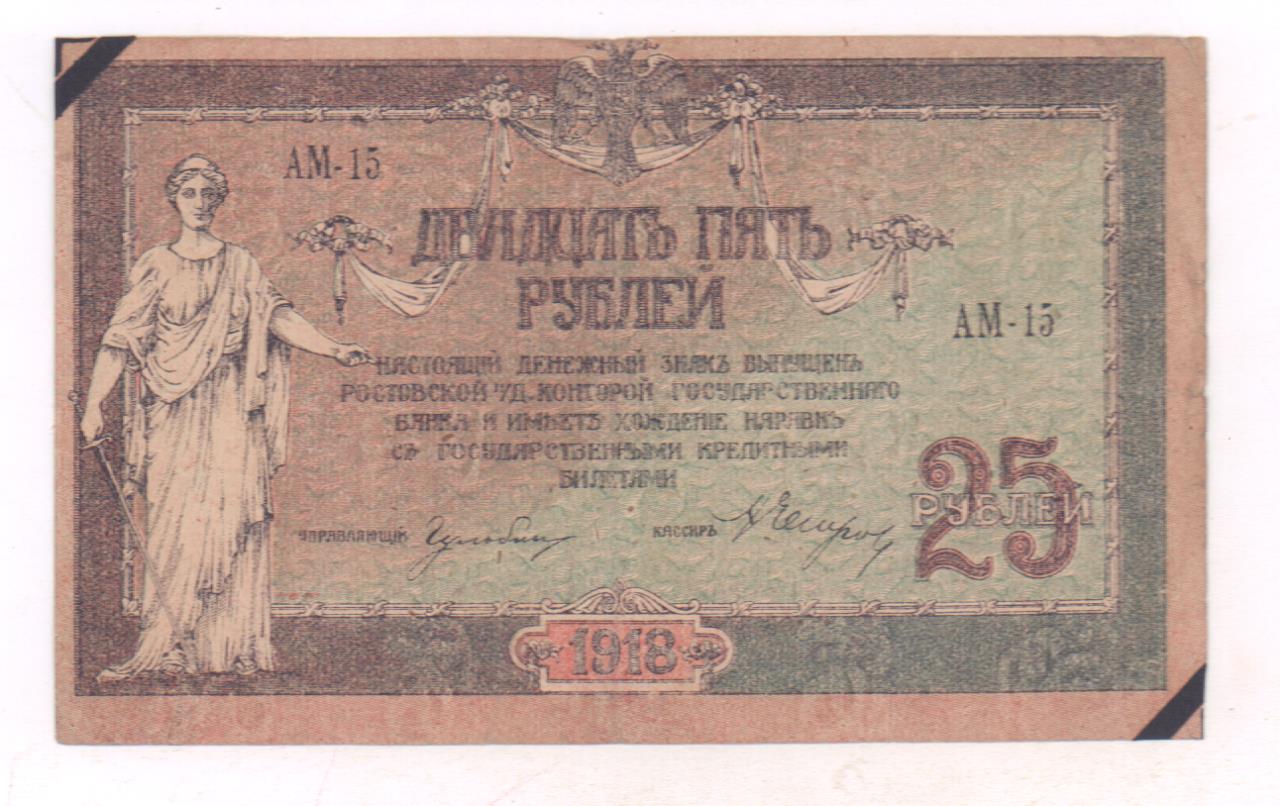 АМ-15
ДВАДЦАТЬ ПЯТЬ
РУБЛЕЙ
АМ-15
НАСТОЯЩІЙ ДЕНЕЖНЫЙ ЗНАКЪ ВЫПУЩЕНЪ
РОСТОВСКОЙ Н/Д. КОНТОРОЙ ГОСУДАРСТВЕННАГО
БАНКА И ИМѢЕТЪ ХОЖДЕНІЕ НАРАВНѢ
СЪ ГОСУДАРСТВЕННЫМИ КРЕДИТНЫМИ
БИЛЕТАМИ
25
РУБЛЕЙ
УПРАВЛЯЮЩІЙ
КАССИРЪ
1918